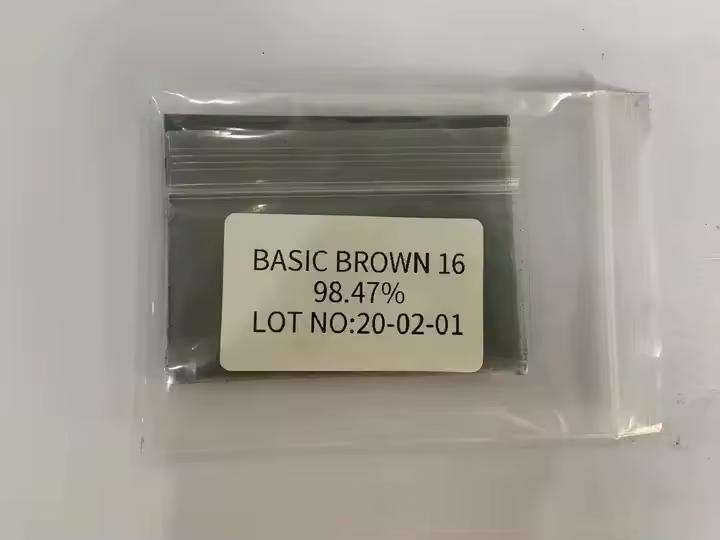 BASIC BROWN 16
98.47%
LOT NO:20-02-01